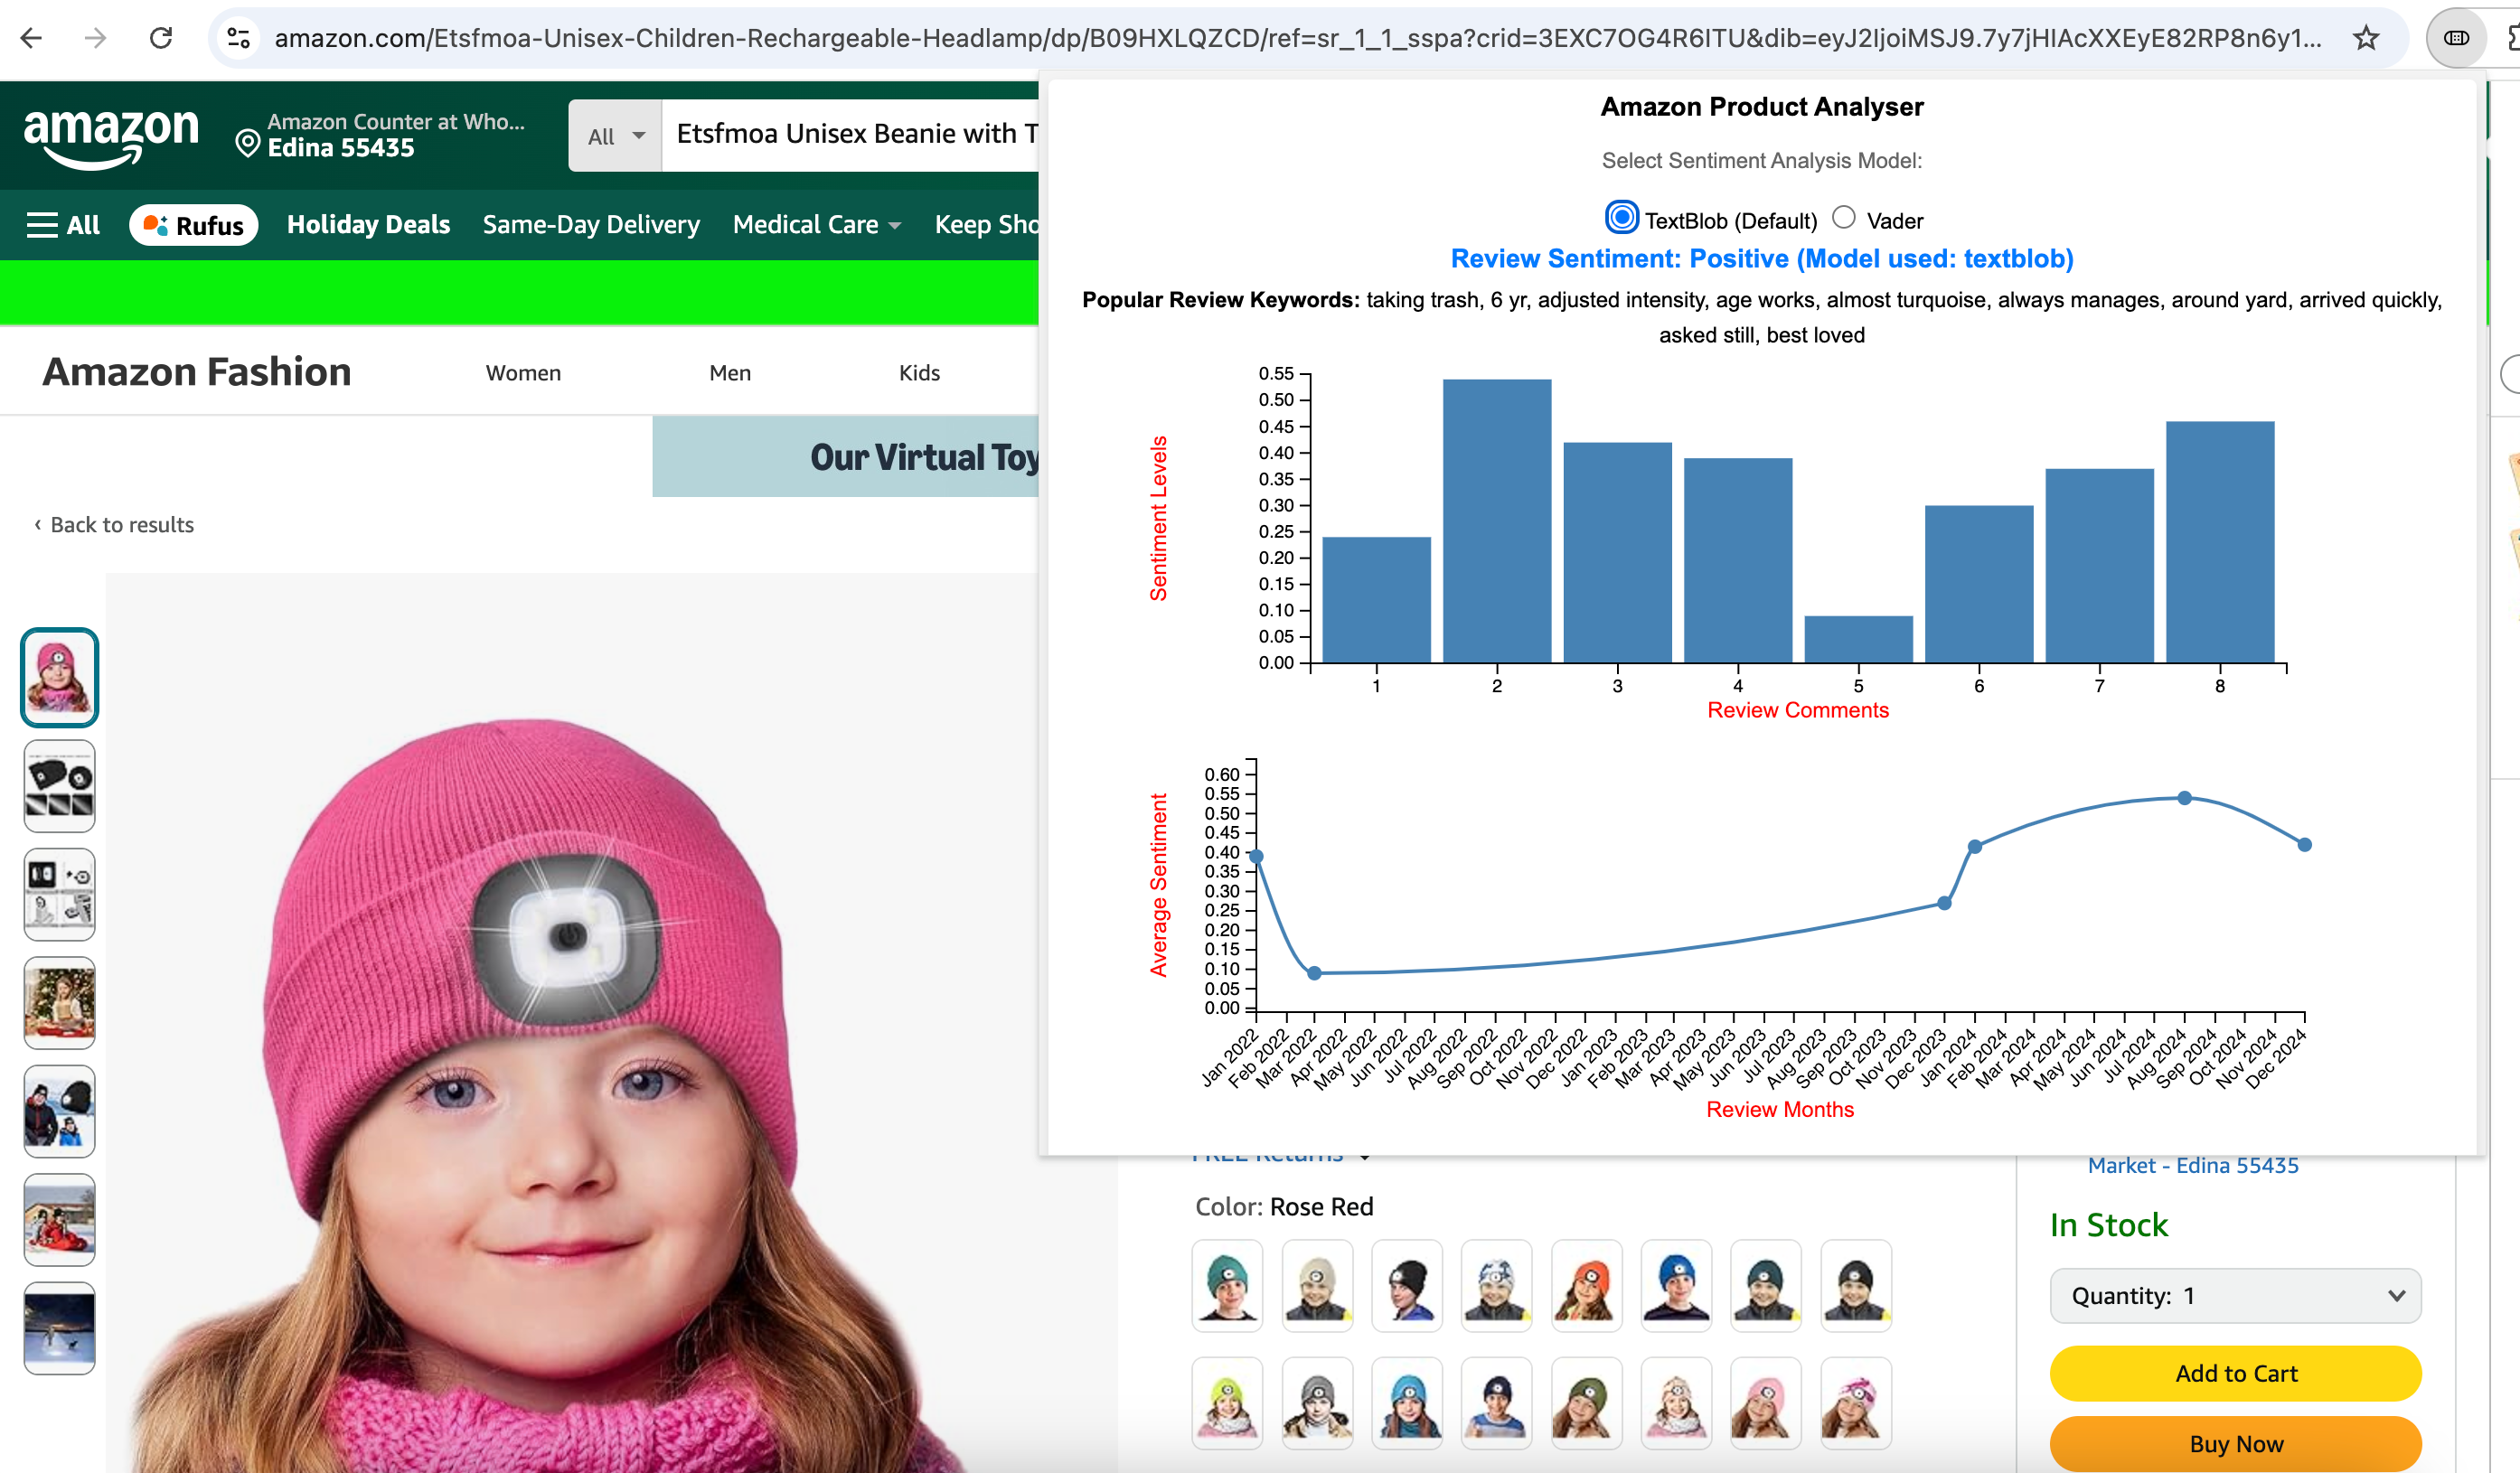 amazon.com/Etsfmoa-Unisex-Children-Rechargeable-Headlamp/dp/B09HXLQZCD/ref=sr_1_1_sspa?crid=3EXC7OG4R6ITU&dib=eyJ2IjoiMSJ9.7y7jHIAcXXEyE82RP8n6y1...
amazon
Amazon Counter at Who...
Edina 55435
All
Etsfmoa Unisex Beanie with T
All
Rufus
Holiday Deals
Same-Day Delivery
Medical Care
Keep Sho
Amazon Fashion
Women
Men
Kids
Our Virtual Toy
‹ Back to results
Amazon Product Analyser
Select Sentiment Analysis Model:
TextBlob (Default)
Vader
Review Sentiment: Positive (Model used: textblob)
Popular Review Keywords: taking trash, 6 yr, adjusted intensity, age works, almost turquoise, always manages, around yard, arrived quickly,
asked still, best loved
Sentiment Levels
0.55
0.50
0.45
0.40
0.35
0.30
0.25
0.20
0.15
0.10
0.05
0.00
1 2 3 4 5 6 7 8
Review Comments
Average Sentiment
0.60
0.55
0.50
0.45
0.40
0.35
0.30
0.25
0.20
0.15
0.10
0.05
0.00
Jan 2022
Feb 2022
Mar 2022
Apr 2022
May 2022
Jun 2022
Jul 2022
Aug 2022
Sep 2022
Oct 2022
Nov 2022
Dec 2022
Jan 2023
Feb 2023
Mar 2023
Apr 2023
May 2023
Jun 2023
Jul 2023
Aug 2023
Sep 2023
Oct 2023
Nov 2023
Dec 2023
Jan 2024
Feb 2024
Mar 2024
Apr 2024
May 2024
Jun 2024
Jul 2024
Aug 2024
Sep 2024
Oct 2024
Nov 2024
Dec 2024
Review Months
FREE Returns
Market - Edina 55435
Color: Rose Red
In Stock
Quantity: 1
Add to Cart
Buy Now